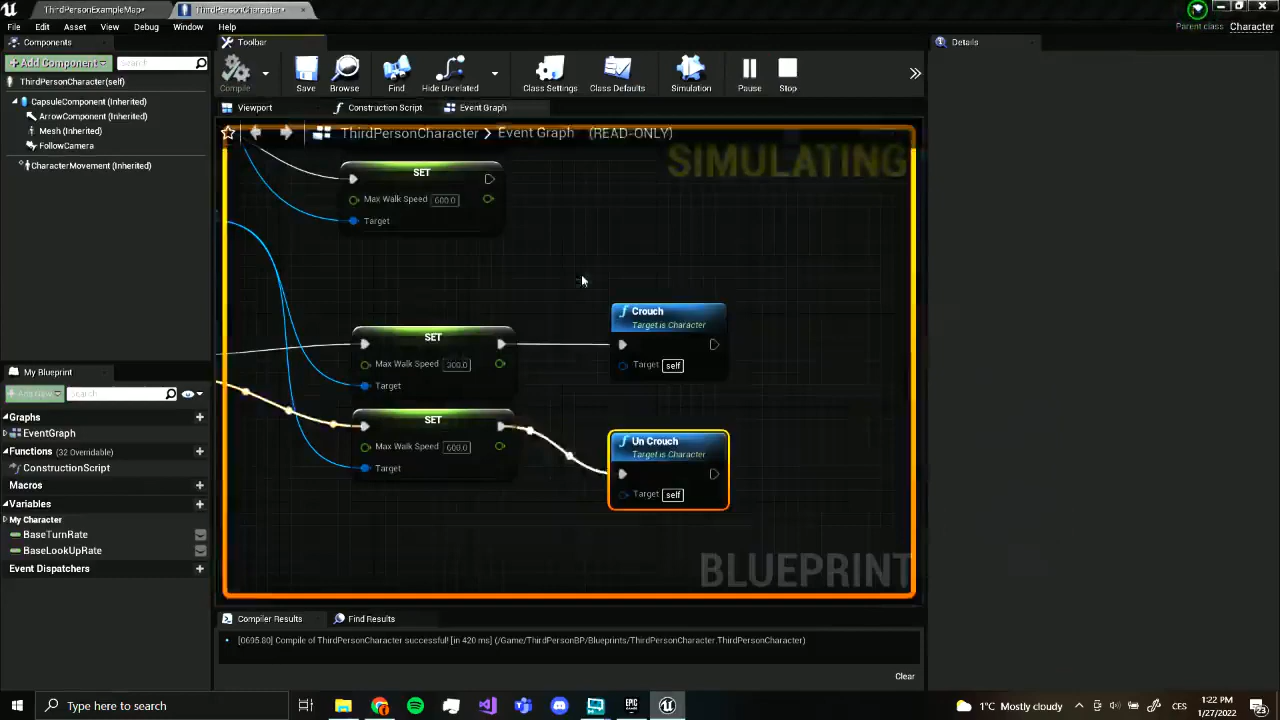 ThirdPersonExampleMap•
ThirdPersonCharacter•
File Edit Asset View Debug Window Help
Parent class Character
Components
Toolbar
Details
Add Component
Search
Compile
Save
Browse
Find
Hide Unrelated
Class Settings
Class Defaults
Simulation
Pause
Stop
ThirdPersonCharacter(self)
CapsuleComponent (Inherited)
ArrowComponent (Inherited)
Mesh (Inherited)
FollowCamera
CharacterMovement (Inherited)
Viewport
Construction Script
Event Graph
ThirdPersonCharacter > Event Graph (READ-ONLY)
SIMULATING
SET
Max Walk Speed 600.0
Target
Crouch
Target is Character
Target self
SET
Max Walk Speed 300.0
Target
SET
Max Walk Speed 600.0
Target
Un Crouch
Target is Character
Target self
BLUEPRINT
My Blueprint
Add New
Search
Graphs
EventGraph
Functions (32 Overridable)
ConstructionScript
Macros
Variables
My Character
BaseTurnRate
BaseLookUpRate
Event Dispatchers
Compiler Results
Find Results
[0695.80] Compile of ThirdPersonCharacter successful! [in 420 ms] (/Game/ThirdPersonBP/Blueprints/ThirdPersonCharacter.ThirdPersonCharacter)
Clear
Type here to search
EPIC
1°C Mostly cloudy
CES
1:22 PM
1/27/2022